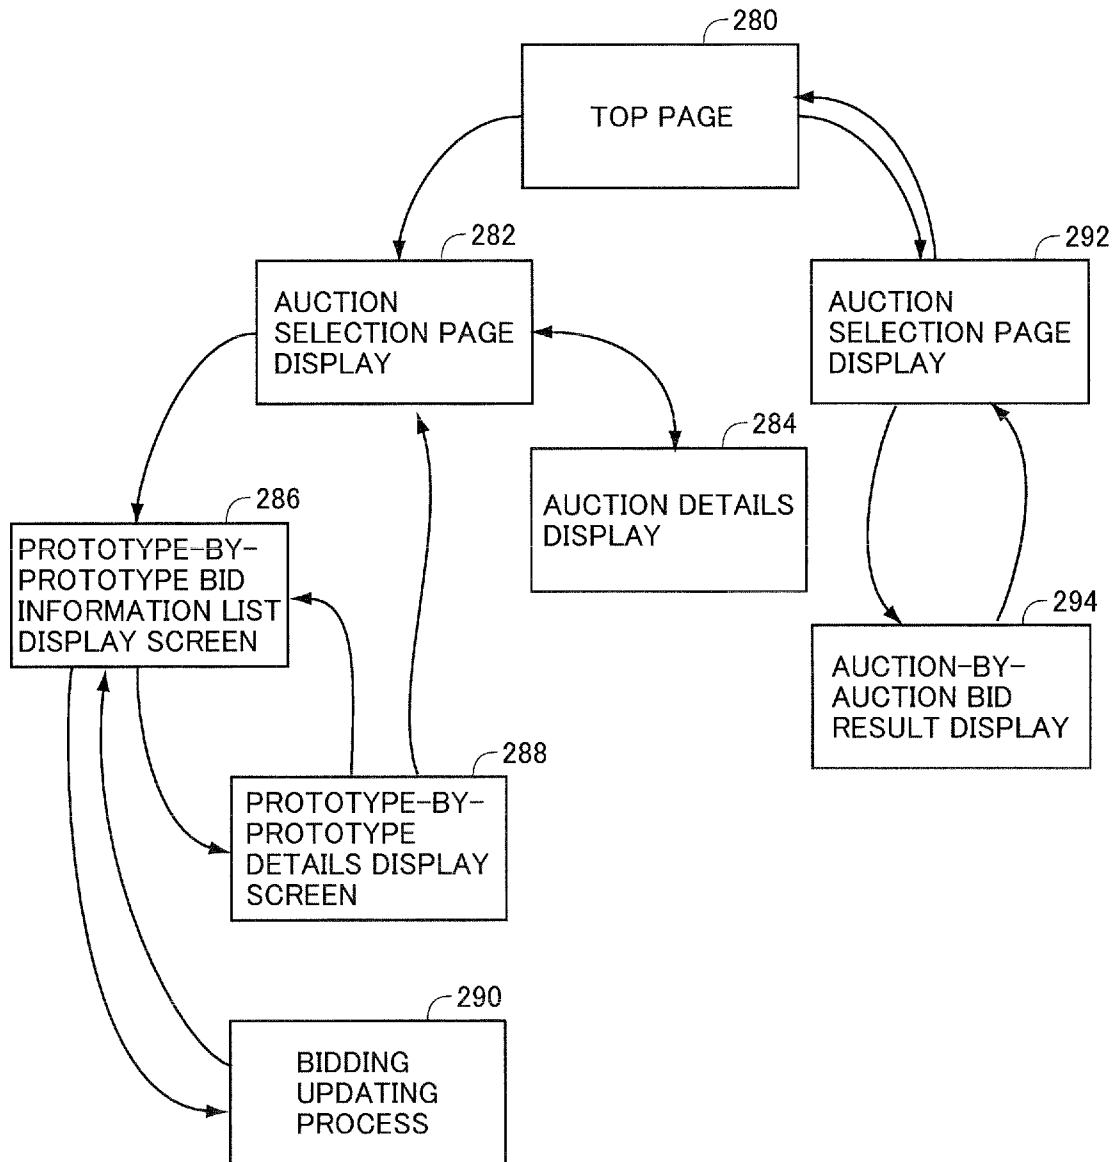 280
TOP PAGE
282
AUCTION
SELECTION PAGE
DISPLAY
292
AUCTION
SELECTION PAGE
DISPLAY
284
AUCTION DETAILS
DISPLAY
286
PROTOTYPE-BY-
PROTOTYPE BID
INFORMATION LIST
DISPLAY SCREEN
294
AUCTION-BY-
AUCTION BID
RESULT DISPLAY
288
PROTOTYPE-BY-
PROTOTYPE
DETAILS DISPLAY
SCREEN
290
BIDDING
UPDATING
PROCESS